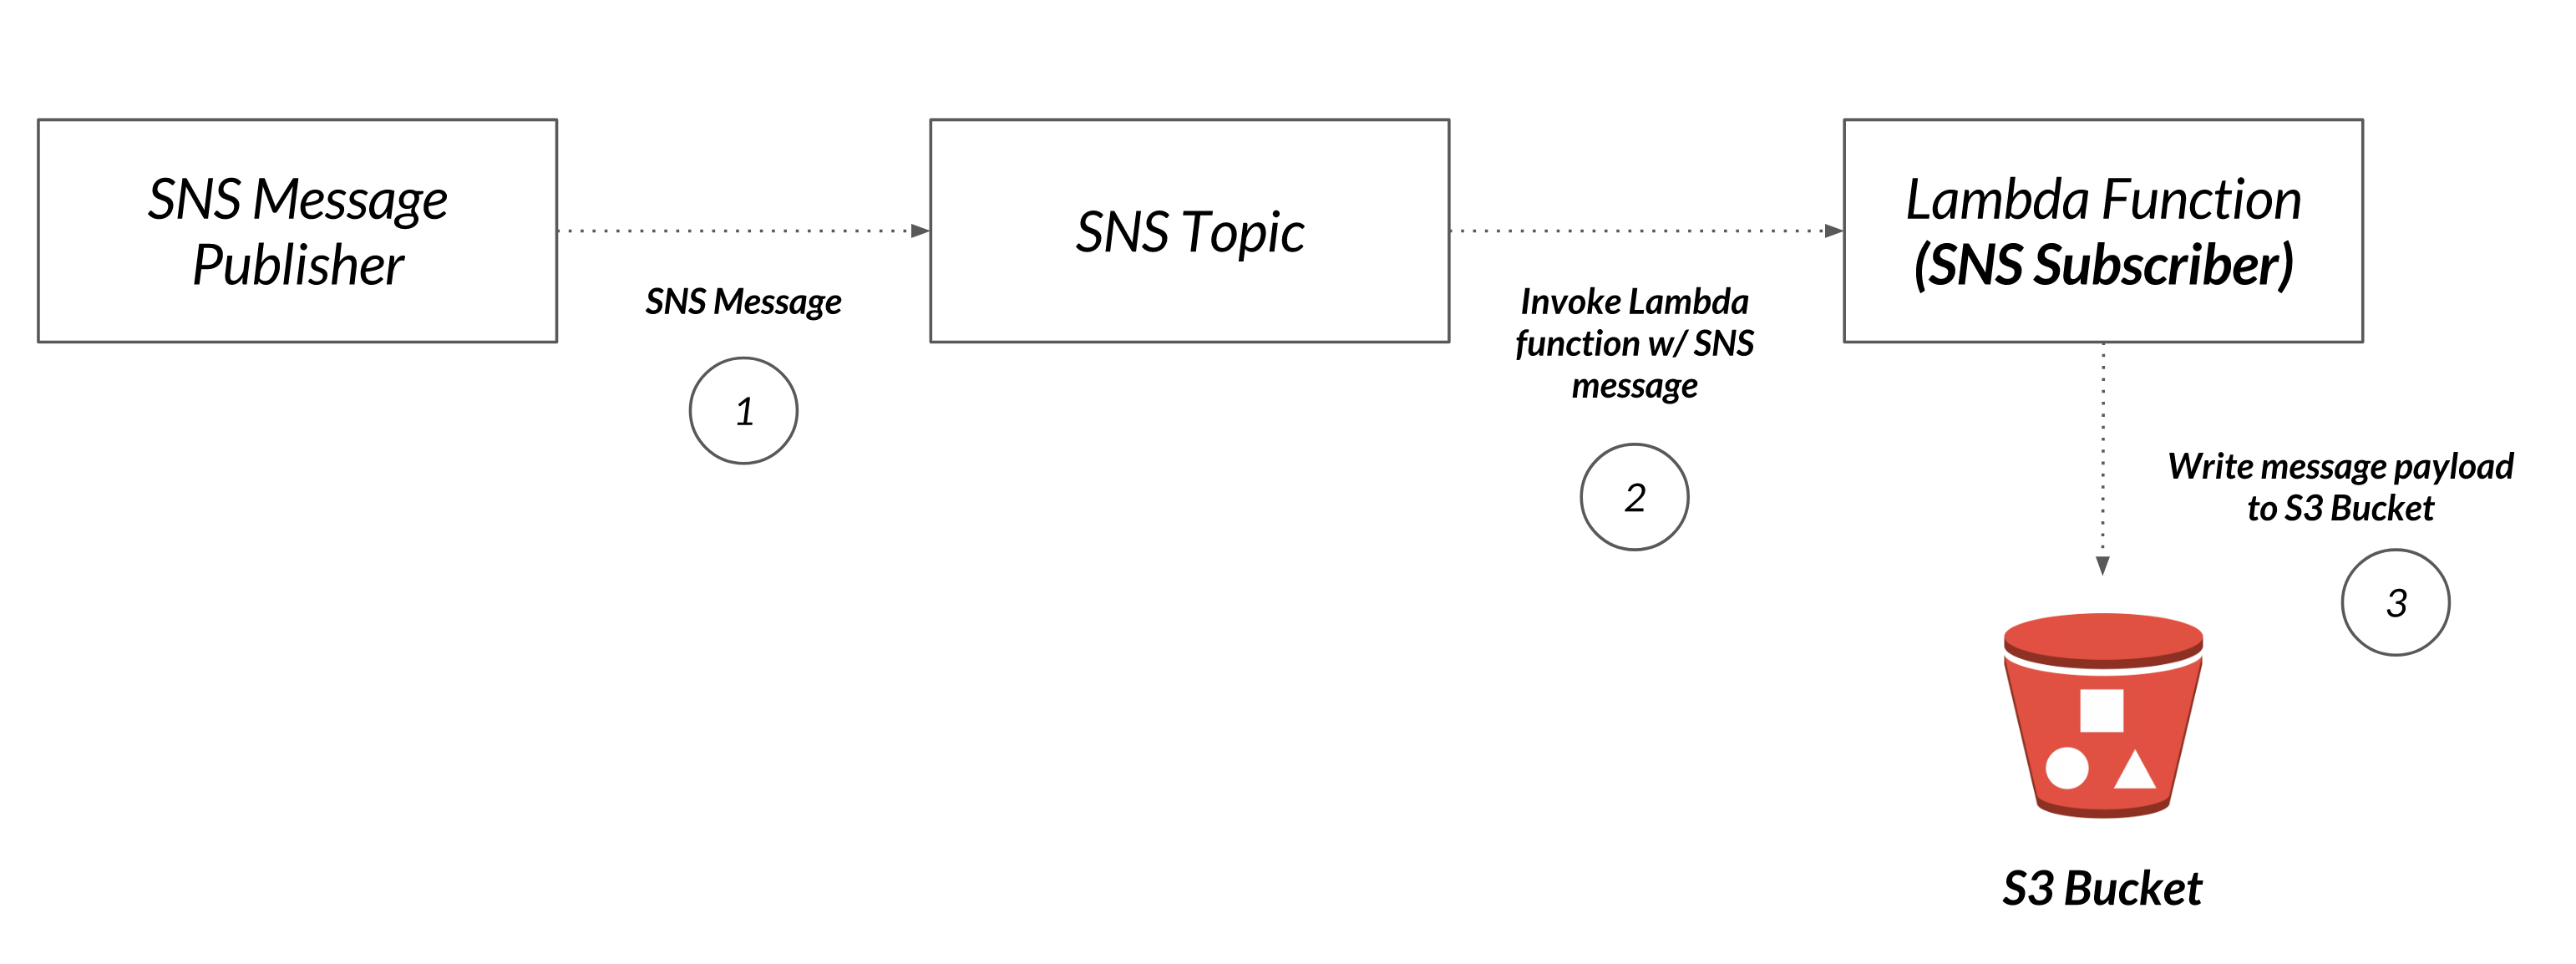 SNS Message
Publisher
SNS Message
1
SNS Topic
Invoke Lambda
function w/ SNS
message
2
Lambda Function
(SNS Subscriber)
Write message payload
to S3 Bucket
3
S3 Bucket